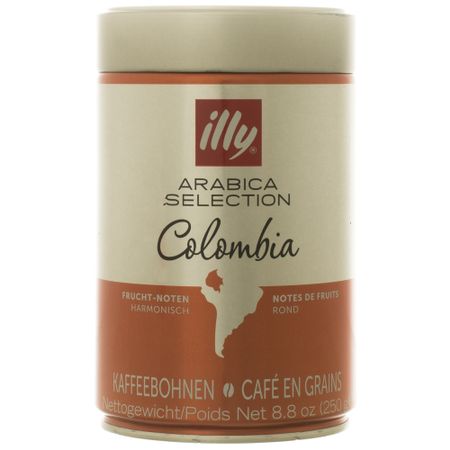 illy®
ARABICA
SELECTION
Colombia
FRUCHT-NOTEN
HARMONISCH
NOTES DE FRUITS
ROND
KAFFEEBOHNEN CAFÉ EN GRAINS
Nettogewicht/Poids Net 8.8 oz (250 g